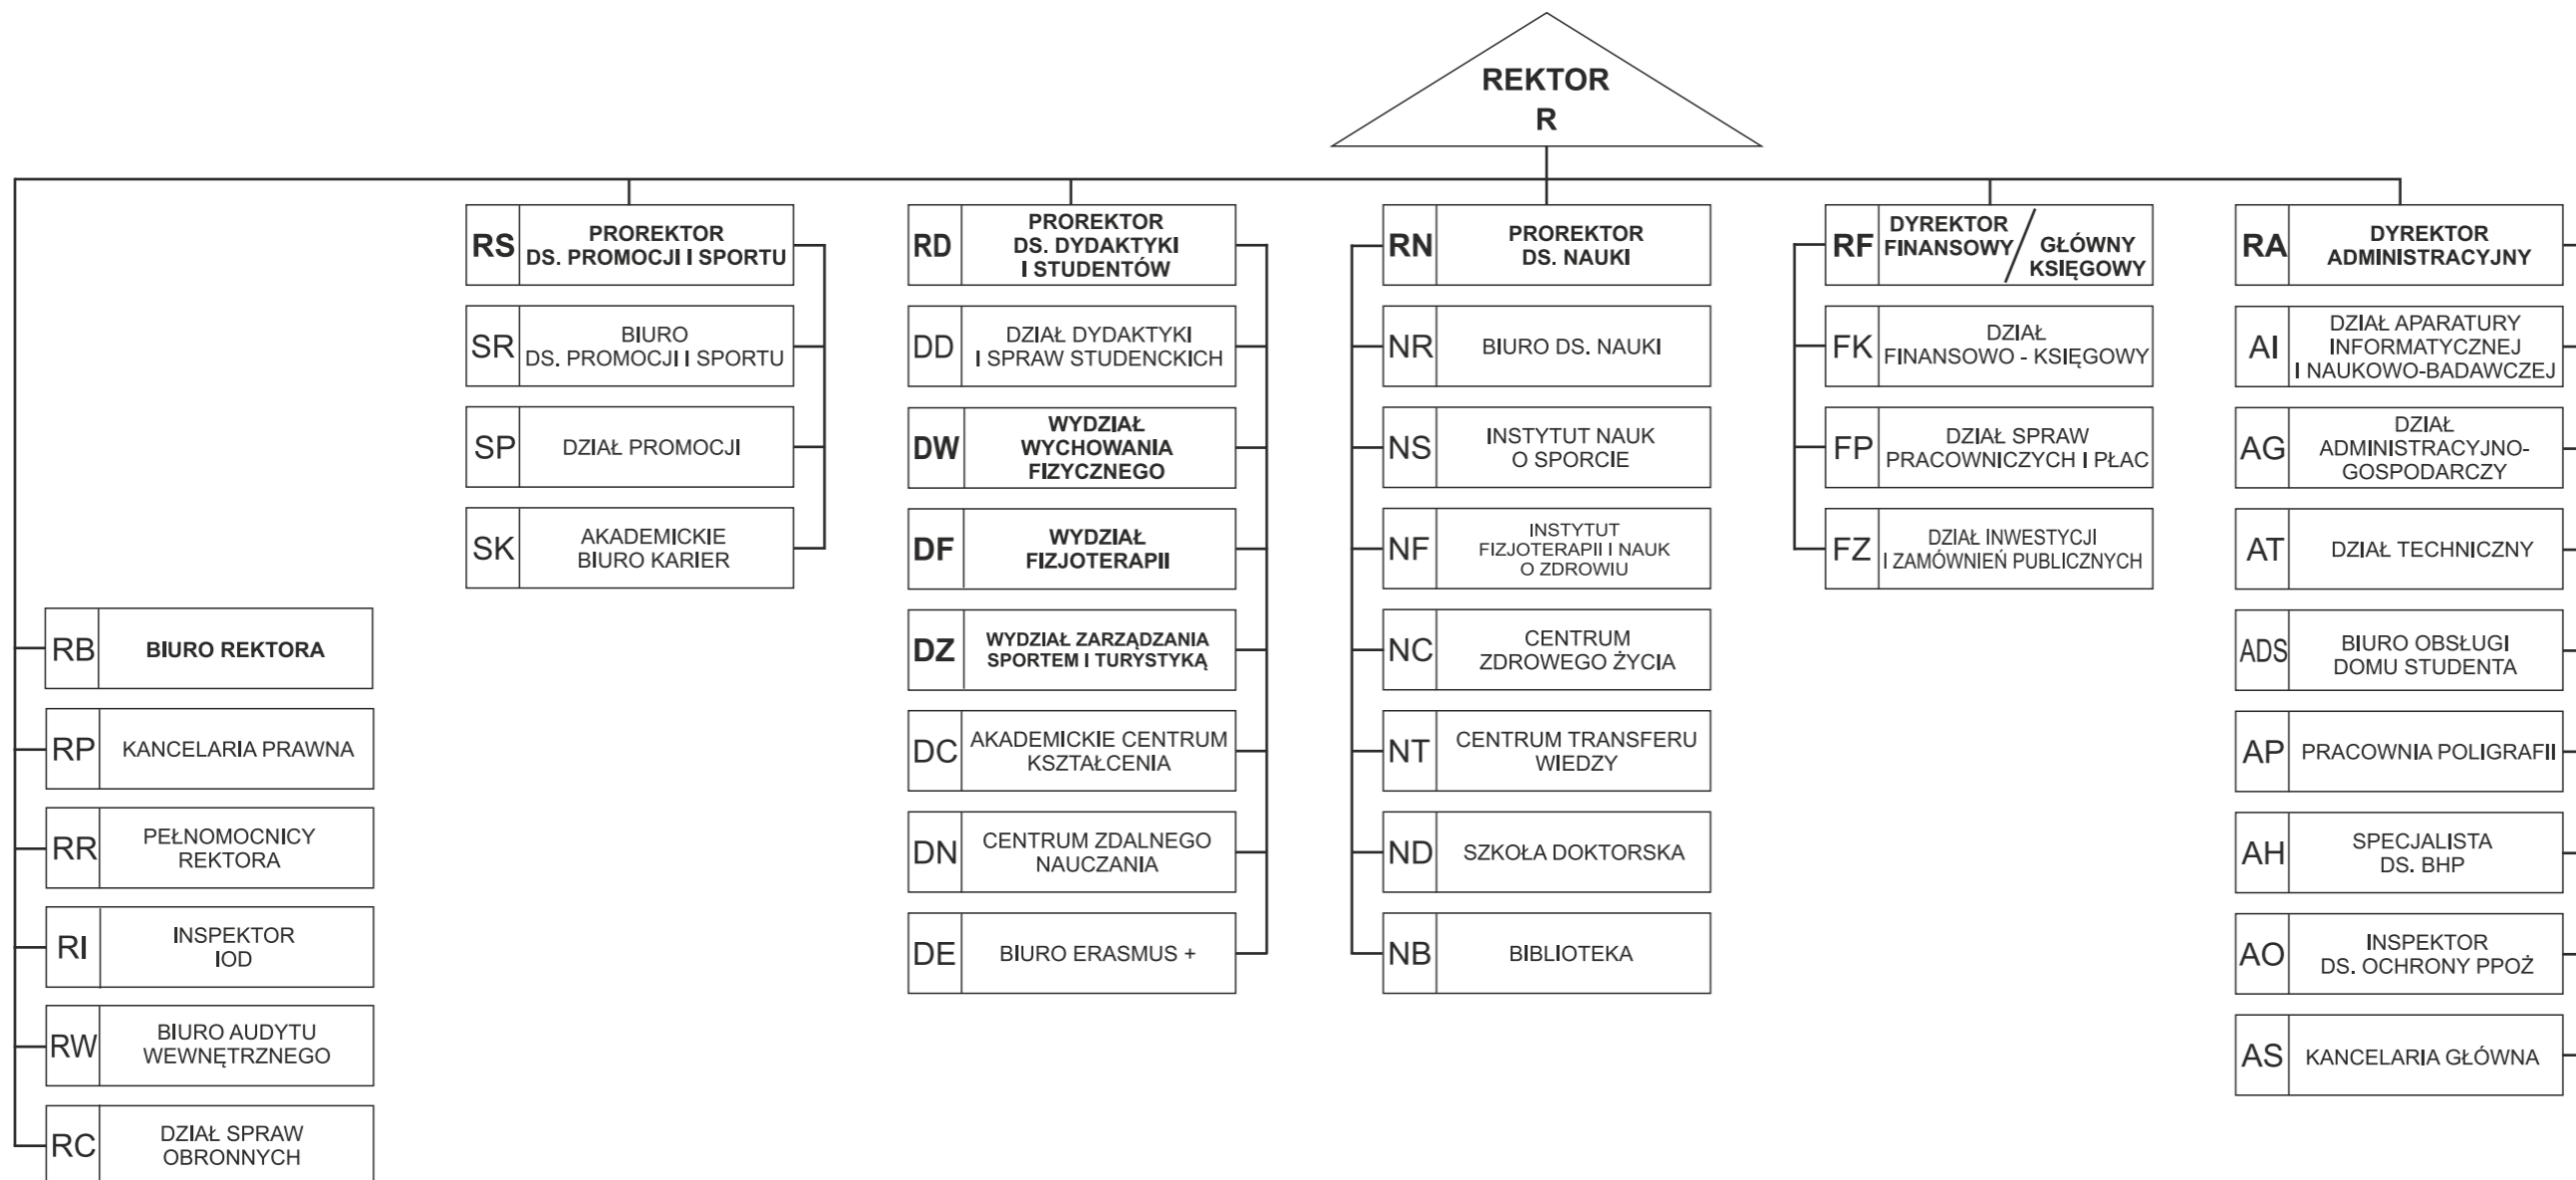 REKTOR
R
RB
BIURO REKTORA
RP
KANCELARIA PRAWNA
RR
PEŁNOMOCNICY
REKTORA
RI
INSPEKTOR
IOD
RW
BIURO AUDYTU
WEWNĘTRZNEGO
RC
DZIAŁ SPRAW
OBRONNYCH
RS
PROREKTOR
DS. PROMOCJI I SPORTU
SR
BIURO
DS. PROMOCJI I SPORTU
SP
DZIAŁ PROMOCJI
SK
AKADEMICKIE
BIURO KARIER
RD
PROREKTOR
DS. DYDAKTYKI
I STUDENTÓW
DD
DZIAŁ DYDAKTYKI
I SPRAW STUDENCKICH
DW
WYDZIAŁ
WYCHOWANIA
FIZYCZNEGO
DF
WYDZIAŁ
FIZJOTERAPII
DZ
WYDZIAŁ ZARZĄDZANIA
SPORTEM I TURYSTYKĄ
DC
AKADEMICKIE CENTRUM
KSZTAŁCENIA
DN
CENTRUM ZDALNEGO
NAUCZANIA
DE
BIURO ERASMUS +
RN
PROREKTOR
DS. NAUKI
NR
BIURO DS. NAUKI
NS
INSTYTUT NAUK
O SPORCIE
NF
INSTYTUT
FIZJOTERAPII I NAUK
O ZDROWIU
NC
CENTRUM
ZDROWEGO ŻYCIA
NT
CENTRUM TRANSFERU
WIEDZY
ND
SZKOŁA DOKTORSKA
NB
BIBLIOTEKA
RF
DYREKTOR
FINANSOWY /
GŁÓWNY
KSIĘGOWY
FK
DZIAŁ
FINANSOWO - KSIĘGOWY
FP
DZIAŁ SPRAW
PRACOWNICZYCH I PŁAC
FZ
DZIAŁ INWESTYCJI
I ZAMÓWNIEŃ PUBLICZNYCH
RA
DYREKTOR
ADMINISTRACYJNY
AI
DZIAŁ APARATURY
INFORMATYCZNEJ
I NAUKOWO-BADAWCZEJ
AG
DZIAŁ
ADMINISTRACYJNO-
GOSPODARCZY
AT
DZIAŁ TECHNICZNY
ADS
BIURO OBSŁUGI
DOMU STUDENTA
AP
PRACOWNIA POLIGRAFII
AH
SPECJALISTA
DS. BHP
AO
INSPEKTOR
DS. OCHRONY PPOŻ
AS
KANCELARIA GŁÓWNA